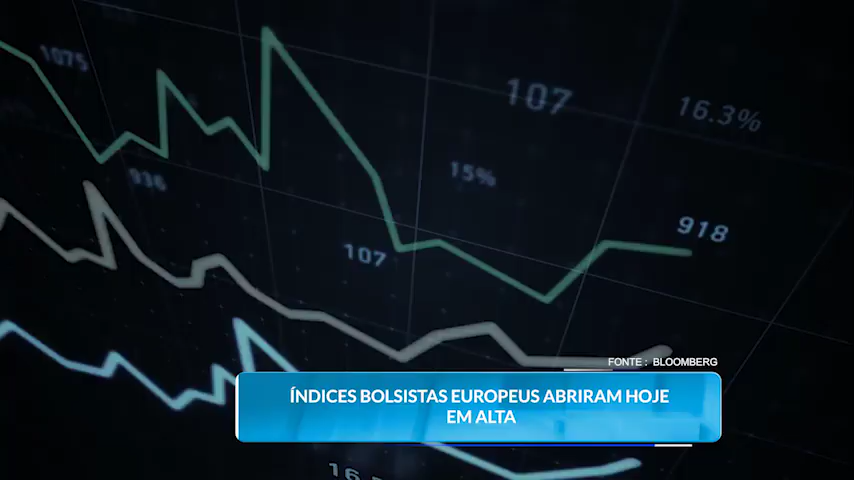 1075
107
16.3%
936
15%
918
107
FONTE : BLOOMBERG
ÍNDICES BOLSISTAS EUROPEUS ABRIRAM HOJE
EM ALTA